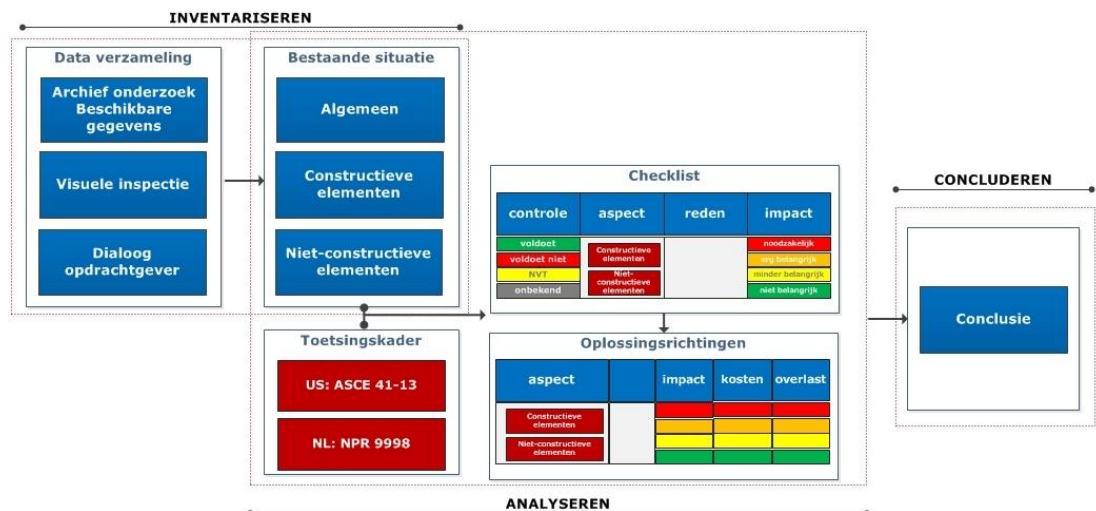 INVENTARISEREN
Data verzameling
Archief onderzoek
Beschikbare
gegevens
Visuele inspectie
Dialoog
opdrachtgever
Bestaande situatie
Algemeen
Constructieve
elementen
Niet-constructieve
elementen
Toetsingskader
US: ASCE 41-13
NL: NPR 9998
Checklist
controle aspect reden impact
voldoet
voldoet niet
NVT
onbekend
Constructieve
elementen
Niet-
constructieve
elementen
noodzakelijk
erg belangrijk
minder belangrijk
niet belangrijk
Oplossingsrichtingen
aspect impact kosten overlast
Constructieve
elementen
Niet-constructieve
elementen
CONCLUDEREN
Conclusie
ANALYSEREN